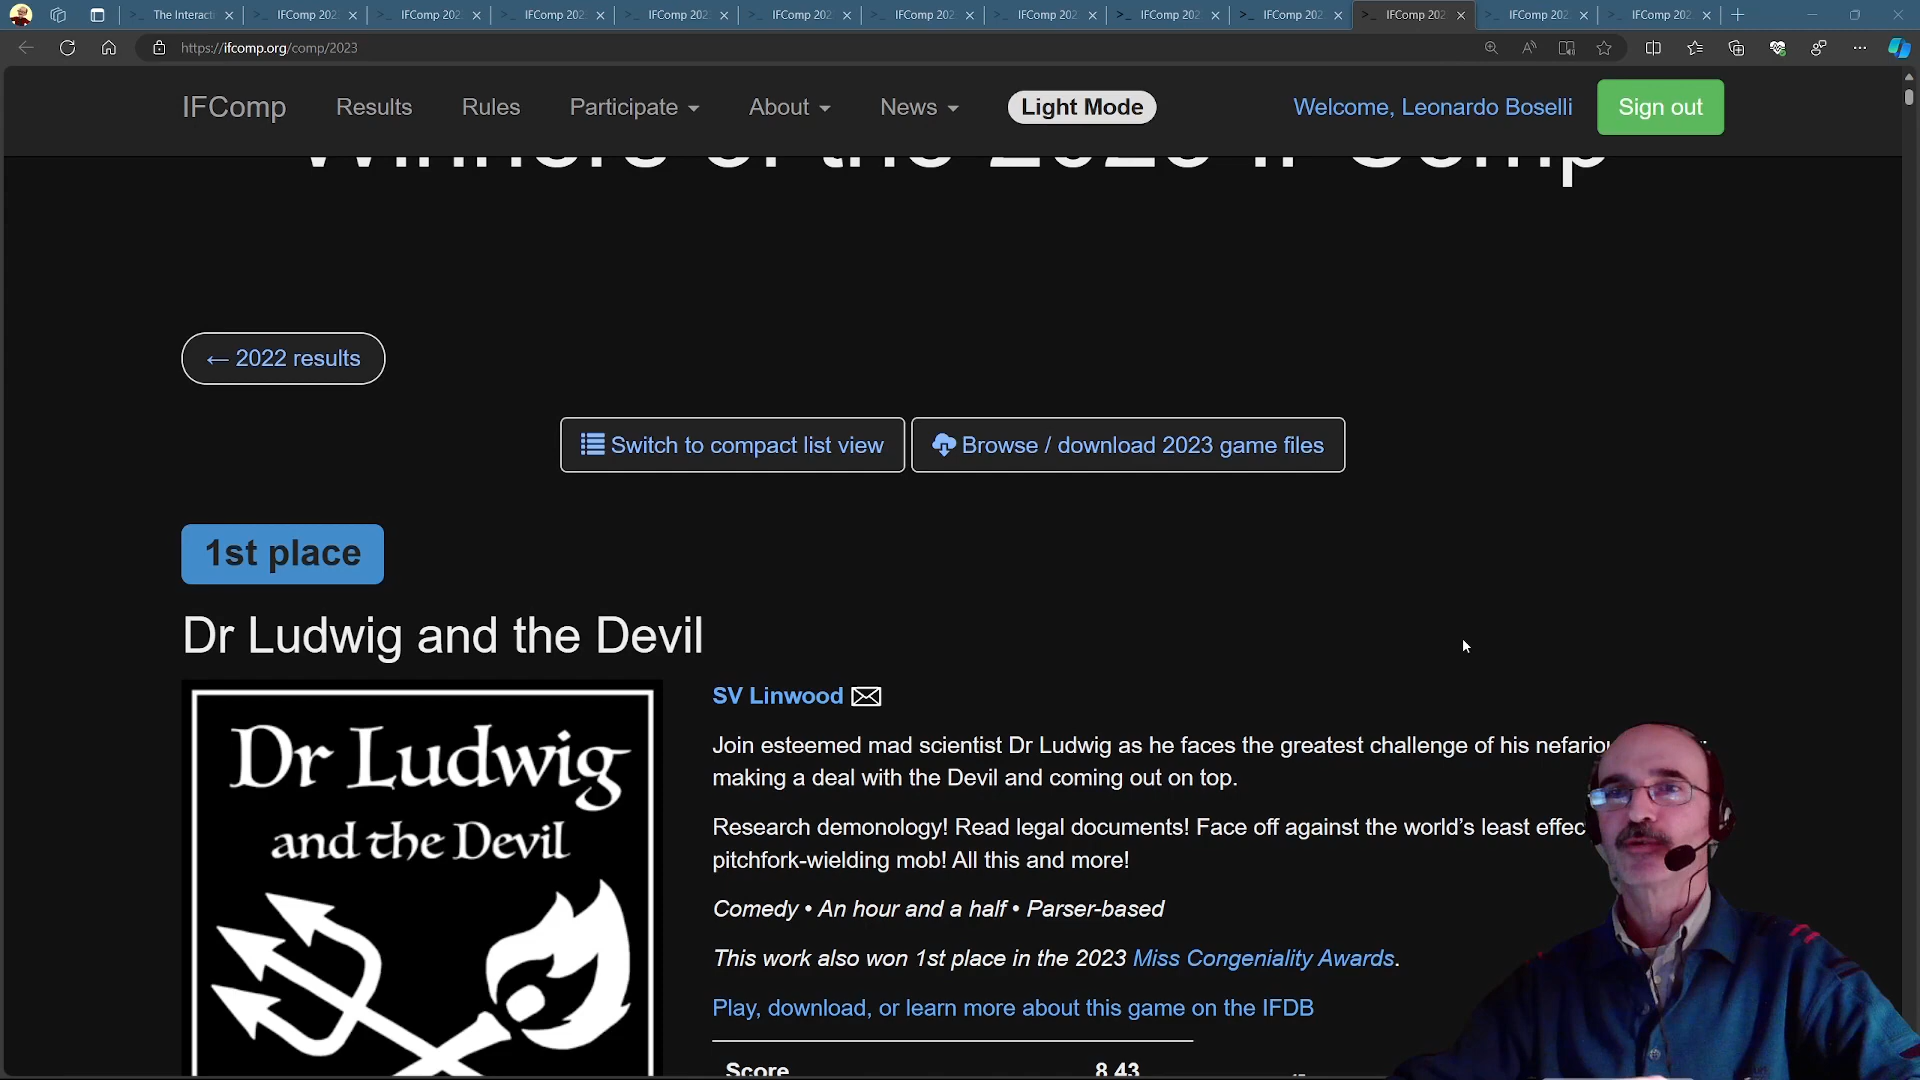 The Interact
IFComp 202
IFComp 202
IFComp 202
IFComp 202
IFComp 202
IFComp 202
IFComp 202
IFComp 202
IFComp 202
IFComp 202
IFComp 202
IFComp 202
https://ifcomp.org/comp/2023
IFComp
Results
Rules
Participate
About
News
Light Mode
Welcome, Leonardo Boselli
Sign out
Winners of the 2023 IFComp
← 2022 results
Switch to compact list view
Browse / download 2023 game files
1st place
Dr Ludwig and the Devil
Dr Ludwig
and the Devil
SV Linwood
Join esteemed mad scientist Dr Ludwig as he faces the greatest challenge of his nefario
making a deal with the Devil and coming out on top.
Research demonology! Read legal documents! Face off against the world's least effec
pitchfork-wielding mob! All this and more!
Comedy • An hour and a half • Parser-based
This work also won 1st place in the 2023 Miss Congeniality Awards.
Play, download, or learn more about this game on the IFDB
Score 8.43